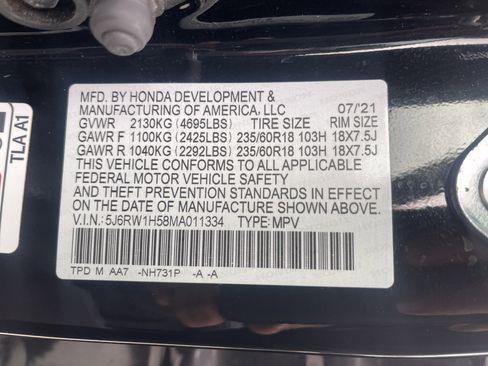 MFD. BY HONDA DEVELOPMENT &
MANUFACTURING OF AMERICA, LLC 07/21
GVWR 2130KG (4695LBS) TIRE SIZE RIM SIZE
GAWR F 1100KG (2425LBS) 235/60R18 103H 18X7.5J
GAWR R 1040KG (2292LBS) 235/60R18 103H 18X7.5J
THIS VEHICLE CONFORMS TO ALL APPLICABLE
FEDERAL MOTOR VEHICLE SAFETY
AND THEFT PREVENTION STANDARDS IN EFFECT
ON THE DATE OF MANUFACTURE SHOWN ABOVE.
V.I.N.: 5J6RW1H58MA011334 TYPE: MPV
TPD M AA7 -NH731P -A -A
TLA A1